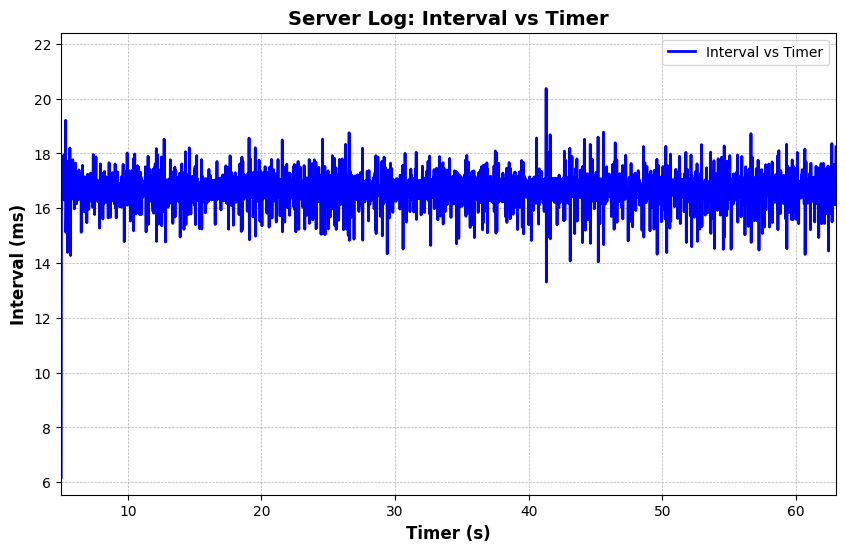 Server Log: Interval vs Timer
Interval vs Timer
22
20
18
16
14
12
10
8
6
Interval (ms)
10 20 30 40 50 60
Timer (s)